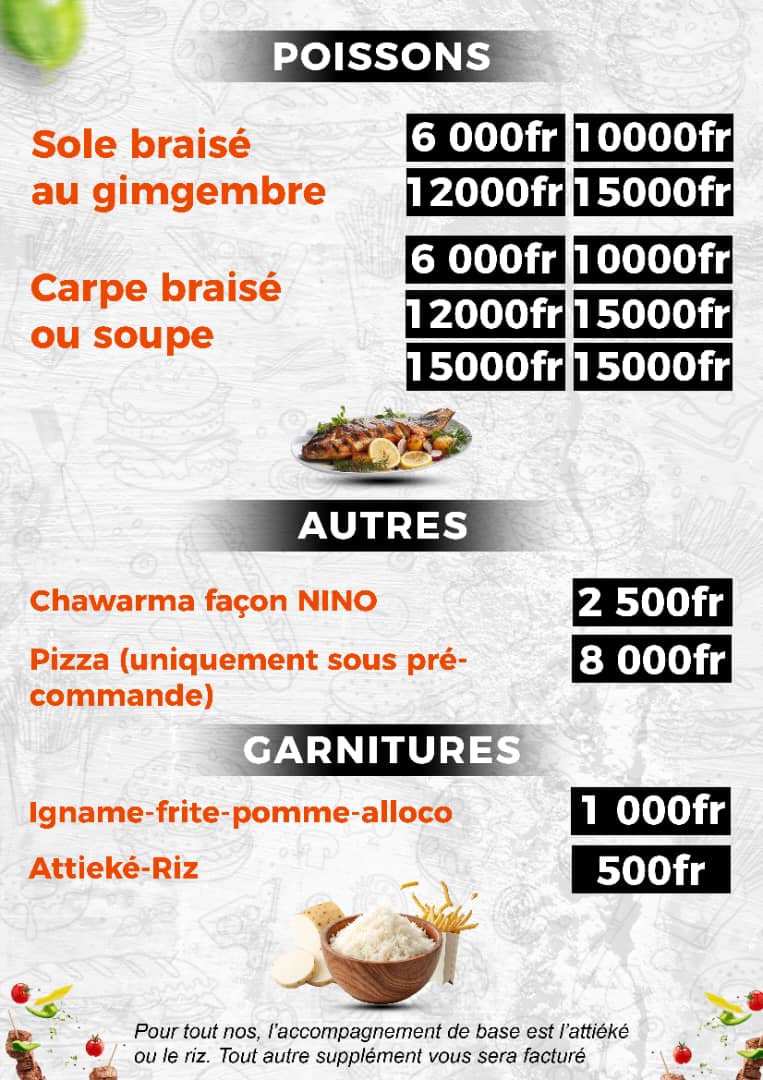 POISSONS
Sole braisé
au gimgembre
6 000fr 10000fr
12000fr 15000fr
Carpe braisé
ou soupe
6 000fr 10000fr
12000fr 15000fr
15000fr 15000fr
AUTRES
Chawarma façon NINO 2 500fr
Pizza (uniquement sous pré-
commande) 8 000fr
GARNITURES
Igname-frite-pomme-alloco 1 000fr
Attieké-Riz 500fr
Pour tout nos, l'accompagnement de base est l'attiéké
ou le riz. Tout autre supplément vous sera facturé